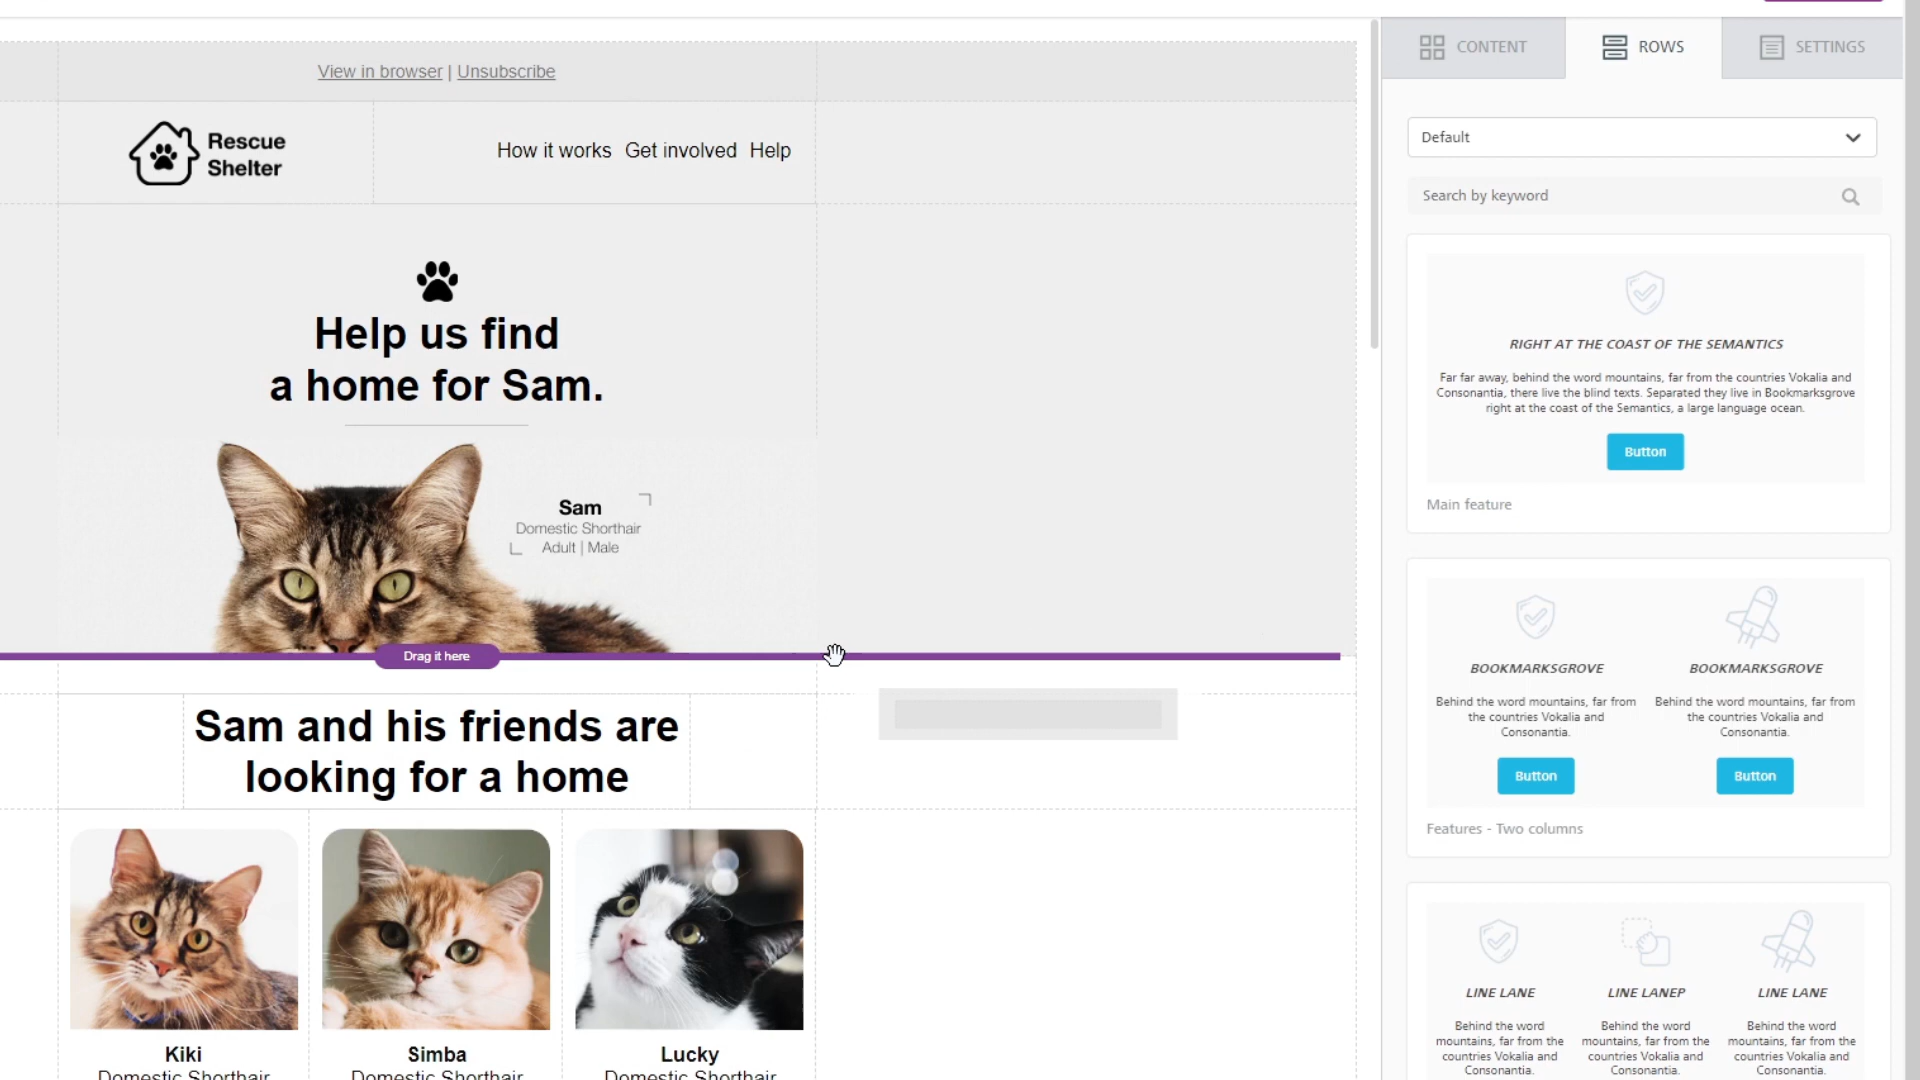 View in browser | Unsubscribe
Rescue
Shelter
How it works Get involved Help
Help us find
a home for Sam.
Sam
Domestic Shorthair
Adult | Male
Drag it here
Sam and his friends are
looking for a home
Kiki
Domestic Shorthair
Simba
Domestic Shorthair
Lucky
Domestic Shorthair
CONTENT
ROWS
SETTINGS
Default
Search by keyword
RIGHT AT THE COAST OF THE SEMANTICS
Far far away, behind the word mountains, far from the countries Vokalia and
Consonantia, there live the blind texts. Separated they live in Bookmarksgrove
right at the coast of the Semantics, a large language ocean.
Button
Main feature
BOOKMARKSGROVE
Behind the word mountains, far from
the countries Vokalia and
Consonantia.
Button
BOOKMARKSGROVE
Behind the word mountains, far from
the countries Vokalia and
Consonantia.
Button
Features - Two columns
LINE LANE
Behind the word
mountains, far from the
countries Vokalia and
Consonantia.
LINE LANEP
Behind the word
mountains, far from the
countries Vokalia and
Consonantia.
LINE LANE
Behind the word
mountains, far from the
countries Vokalia and
Consonantia.